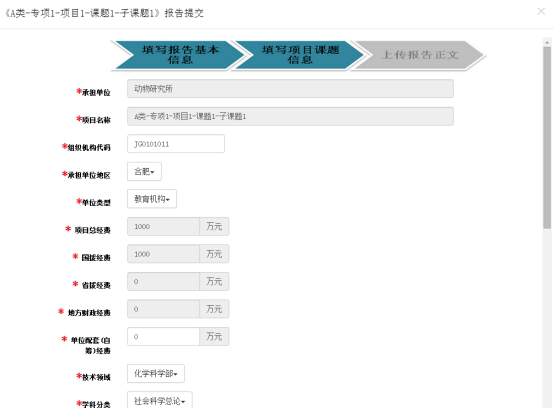 《A类-专项1-项目1-课题1-子课题1》报告提交
×
填写报告基本
信息
填写项目课题
信息
上传报告正文
*承担单位
动物研究所
*项目名称
A类-专项1-项目1-课题1-子课题1
*组织机构代码
JG0101011
*承担单位地区
合肥
*单位类型
教育机构
* 项目总经费
1000
万元
* 国拨经费
1000
万元
* 省拨经费
0
万元
* 地方财政经费
0
万元
* 单位配套(自
筹)经费
0
万元
*技术领域
化学科学部
*学科分类
社会科学总论